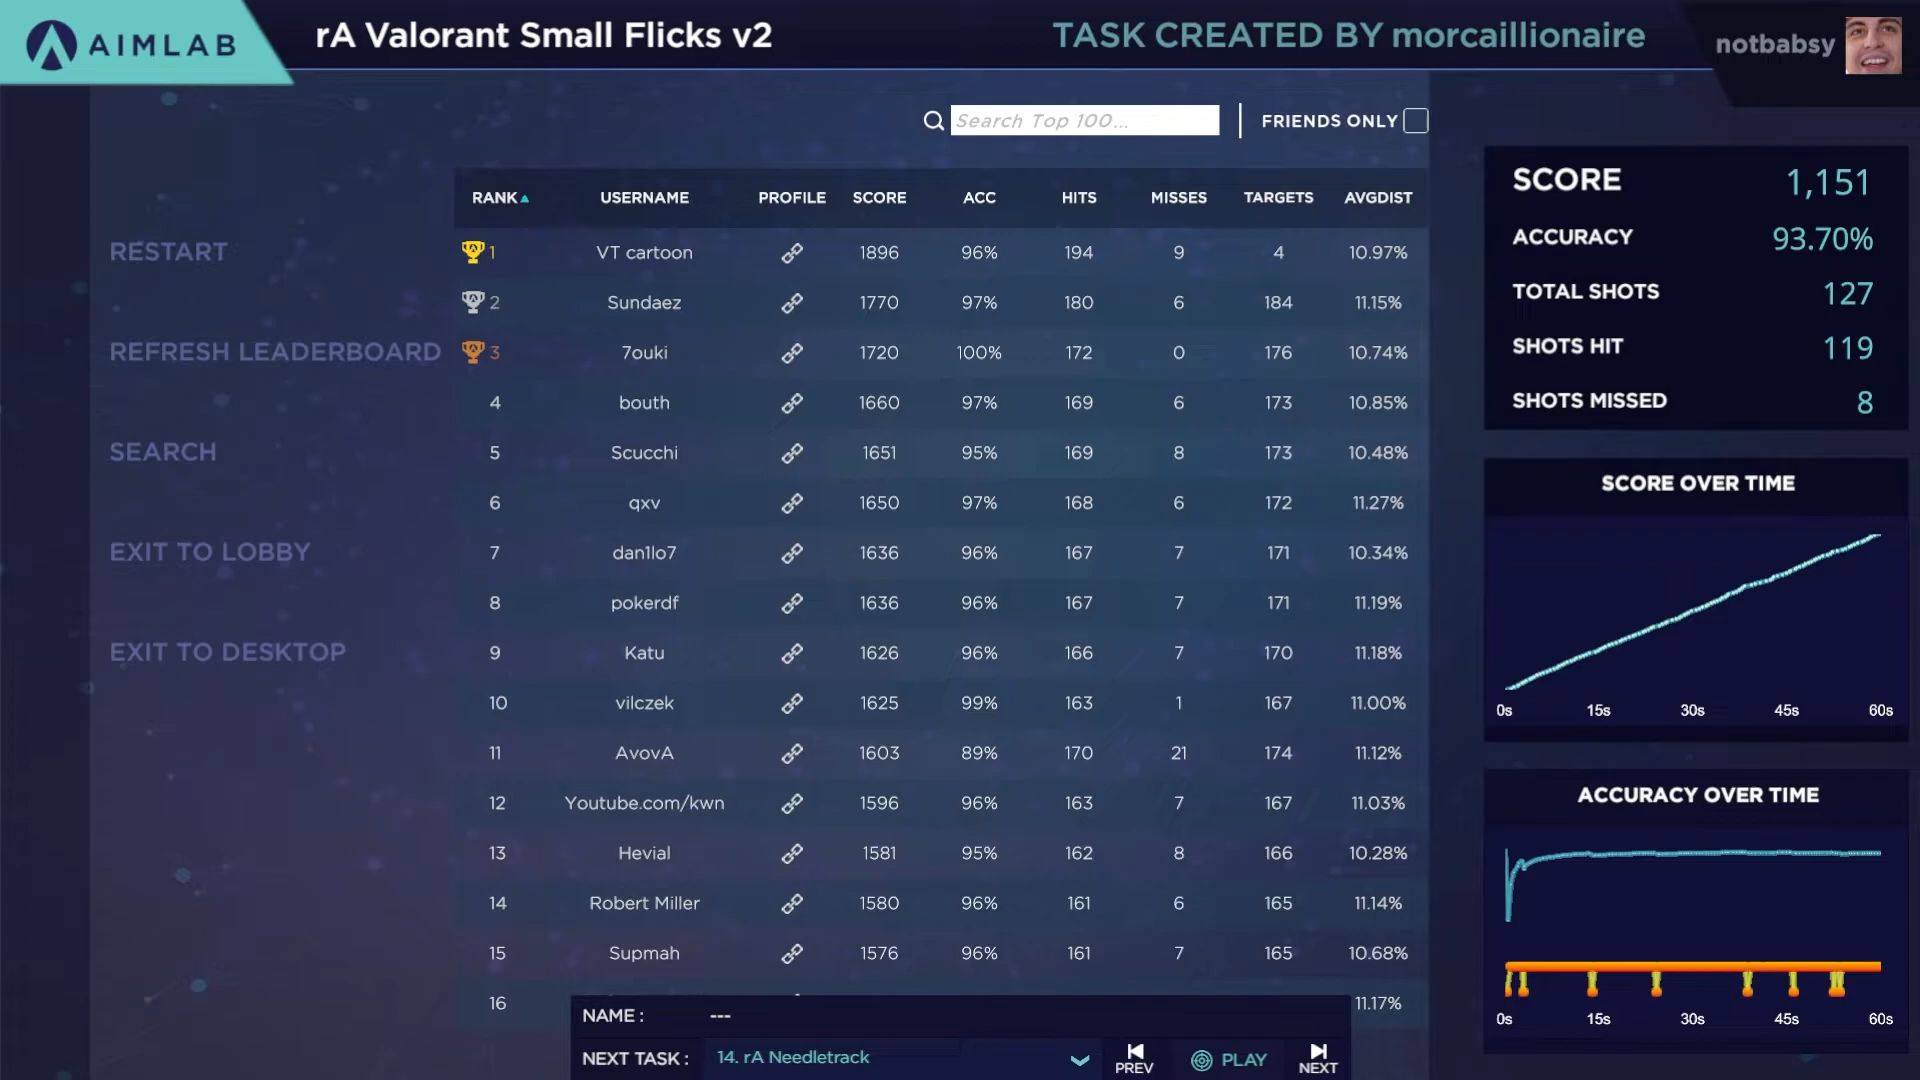 AIMLAB
rA Valorant Small Flicks v2
TASK CREATED BY morcaillionaire
notbabsy
Search Top 100...
FRIENDS ONLY
RESTART
REFRESH LEADERBOARD
SEARCH
EXIT TO LOBBY
EXIT TO DESKTOP
RANK USERNAME PROFILE SCORE ACC HITS MISSES TARGETS AVGDIST
1 VT cartoon 1896 96% 194 9 4 10.97%
2 Sundaez 1770 97% 180 6 184 11.15%
3 7ouki 1720 100% 172 0 176 10.74%
4 bouth 1660 97% 169 6 173 10.85%
5 Scucchi 1651 95% 169 8 173 10.48%
6 qxv 1650 97% 168 6 172 11.27%
7 dan1lo7 1636 96% 167 7 171 10.34%
8 pokerdf 1636 96% 167 7 171 11.19%
9 Katu 1626 96% 166 7 170 11.18%
10 vilczek 1625 99% 163 1 167 11.00%
11 AvovA 1603 89% 170 21 174 11.12%
12 Youtube.com/kwn 1596 96% 163 7 167 11.03%
13 Hevial 1581 95% 162 8 166 10.28%
14 Robert Miller 1580 96% 161 6 165 11.14%
15 Supmah 1576 96% 161 7 165 10.68%
16 11.17%
NAME : ---
NEXT TASK : 14. rA Needletrack
PREV
PLAY
NEXT
SCORE 1,151
ACCURACY 93.70%
TOTAL SHOTS 127
SHOTS HIT 119
SHOTS MISSED 8
SCORE OVER TIME
0s 15s 30s 45s 60s
ACCURACY OVER TIME
0s 15s 30s 45s 60s